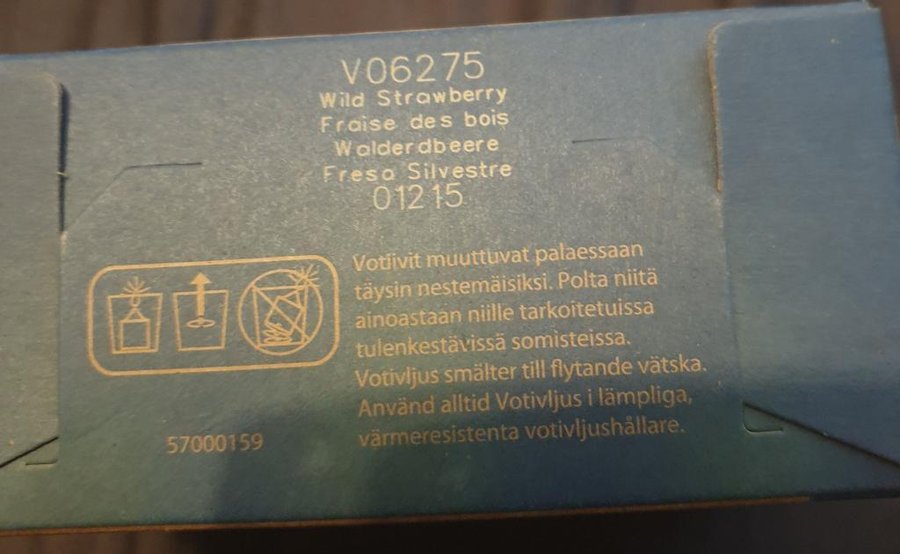 V06275
Wild Strawberry
Fraise des bois
Walderdbeere
Fresa Silvestre
01215
Votiivit muuttuvat palaessaan
täysin nestemäisiksi. Polta niitä
ainoastaan niille tarkoitetuissa
tulenkestävissä somisteissa.
Votivljus smälter till flytande vätska.
Använd alltid Votivljus i lämpliga,
värmeresistenta votivljushållare.
57000159